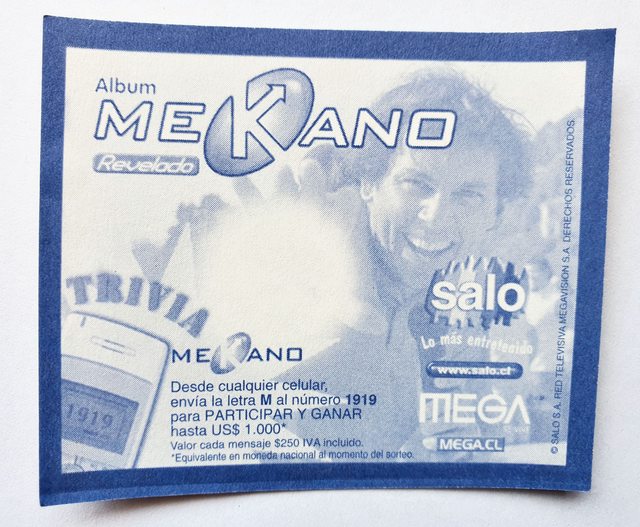 Album
MEKANO
Revelado
TRIVIA
MEKANO
1919
Desde cualquier celular,
envía la letra M al número 1919
para PARTICIPAR Y GANAR
hasta US$ 1.000*
Valor cada mensaje $250 IVA incluido.
*Equivalente en moneda nacional al momento del sorteo.
salo
Lo más entretenido
www.salo.cl
MEGA
MEGA.CL
© SALO S.A. RED TELEVISIVA MEGAVISION S.A. DERECHOS RESERVADOS.